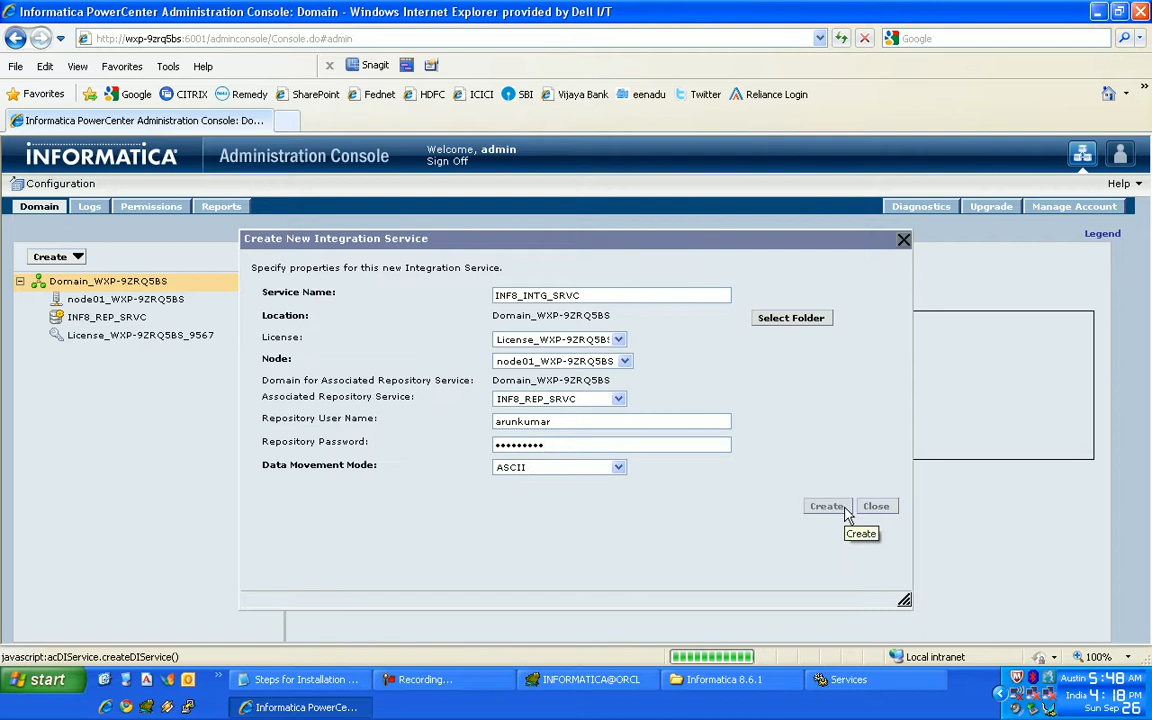 Informatica PowerCenter Administration Console: Domain - Windows Internet Explorer provided by Dell I/T
http://wxp-9zrq5bs:6001/adminconsole/Console.do#admin
Google
File Edit View Favorites Tools Help
x Snagit
Favorites Google CITRIX Remedy SharePoint Fednet HDFC ICICI SBI Vijaya Bank eenadu Twitter Reliance Login
Informatica PowerCenter Administration Console: Do...
INFORMATICA Administration Console
Welcome, admin
Sign Off
Configuration
Help
Domain Logs Permissions Reports Diagnostics Upgrade Manage Account
Legend
Create
Domain_WXP-9ZRQ5BS
node01_WXP-9ZRQ5BS
INF8_REP_SRVC
License_WXP-9ZRQ5BS_9567
Create New Integration Service
Specify properties for this new Integration Service.
Service Name: INF8_INTG_SRVC
Location: Domain_WXP-9ZRQ5BS Select Folder
License: License_WXP-9ZRQ5BS
Node: node01_WXP-9ZRQ5BS
Domain for Associated Repository Service: Domain_WXP-9ZRQ5BS
Associated Repository Service: INF8_REP_SRVC
Repository User Name: arunkumar
Repository Password: •••••••••
Data Movement Mode: ASCII
Create Close
Create
javascript:acDIService.createDIService()
Local intranet
100%
start
Steps for Installation ...
Recording...
INFORMATICA@ORCL
Informatica 8.6.1
Services
Informatica PowerCe...
Austin 5:48 AM
India 4:18 PM
Sun Sep 26